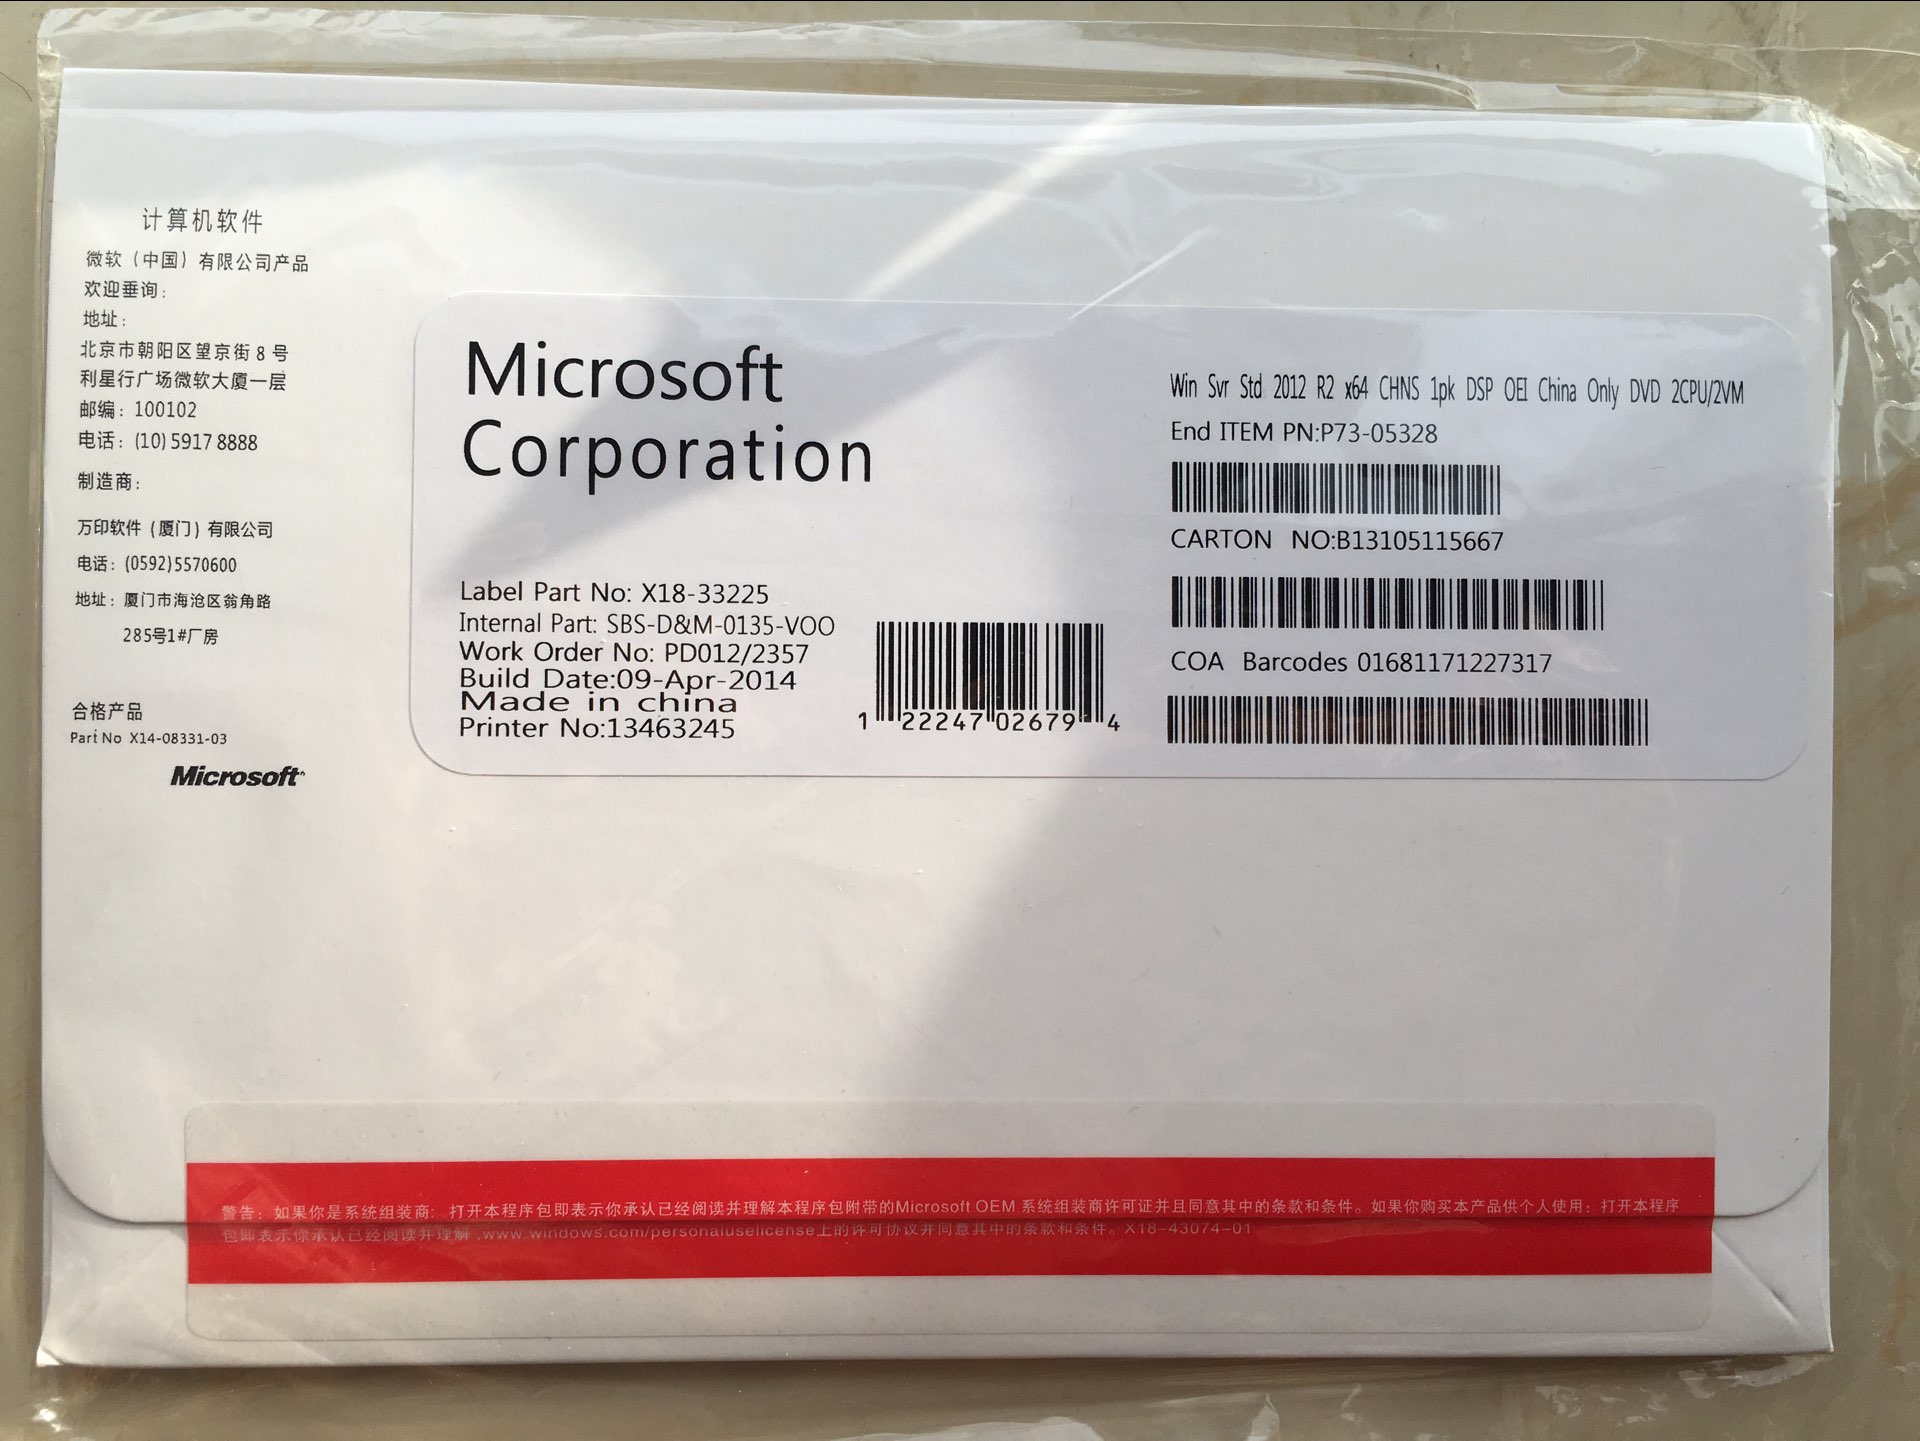 计算机软件
微软（中国）有限公司产品
欢迎垂询：
地址：
北京市朝阳区望京街 8 号
利星行广场微软大厦一层
邮编：100102
电话：(10) 5917 8888
制造商：
万印软件（厦门）有限公司
电话：(0592)5570600
地址：厦门市海沧区翁角路
285号1#厂房
合格产品
Part No X14-08331-03
Microsoft
Microsoft
Corporation
Label Part No: X18-33225
Internal Part: SBS-D&M-0135-VOO
Work Order No: PD012/2357
Build Date:09-Apr-2014
Made in china
Printer No:13463245
1 22247 02679 4
Win Svr Std 2012 R2 x64 CHNS 1pk DSP OEI China Only DVD 2CPU/2VM
End ITEM PN:P73-05328
CARTON NO:B13105115667
COA Barcodes 01681171227317
警告：如果你是系统组装商：打开本程序包即表示你承认已经阅读并理解本程序包附带的Microsoft OEM 系统组装商许可证并且同意其中的条款和条件。如果你购买本产品供个人使用：打开本程序
包即表示你承认已经阅读并理解 .www.windows.com/personaluselicense上的许可协议并同意其中的条款和条件。X18-43074-01